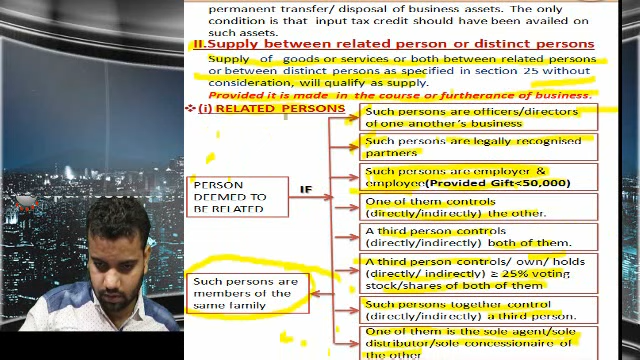 permanent transfer/ disposal of business assets. The only
condition is that input tax credit should have been availed on
such assets.
II.Supply between related person or distinct persons
Supply of goods or services or both between related persons
or between distinct persons as specified in section 25 without
consideration, will qualify as supply.
Provided it is made in the course or furtherance of business.
❖(i) RELATED PERSONS
PERSON
DEEMED TO
BE RELATED
IF
Such persons are officers/directors
of one another's business
Such persons are legally recognised
partners
Such persons are employer &
employee(Provided Gift<50,000)
One of them controls
(directly/indirectly) the other.
A third person controls
(directly/indirectly) both of them.
A third person controls/ own/ holds
(directly/ indirectly) ≥ 25% voting
stock/shares of both of them
Such persons together control
(directly/indirectly) a third person.
One of them is the sole agent/sole
distributor/sole concessionaire of
the other
Such persons are
members of the
same family